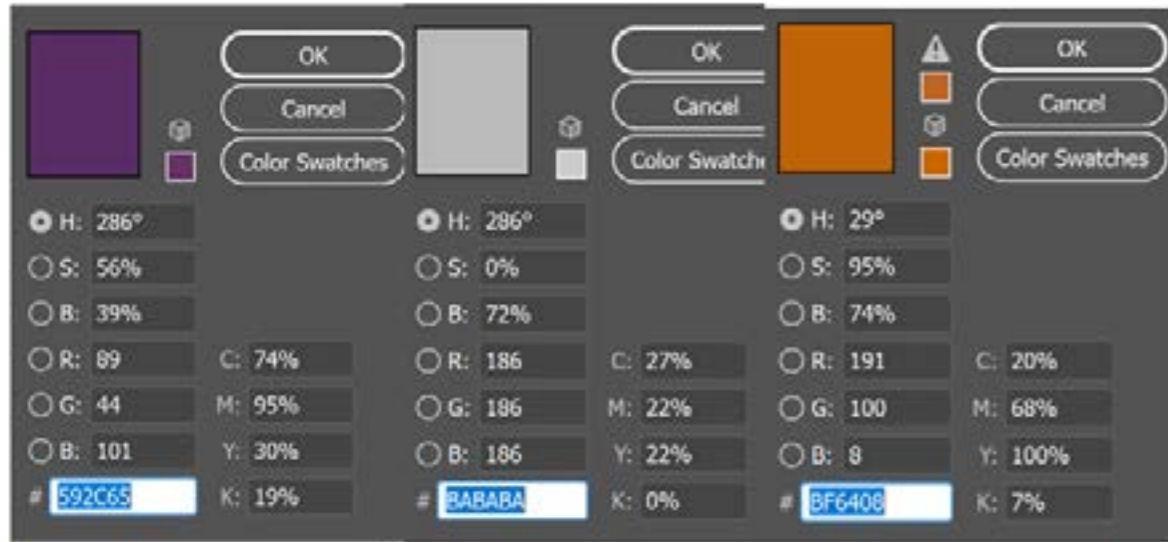 OK
Cancel
Color Swatches
H: 286°
S: 56%
B: 39%
R: 89 C: 74%
G: 44 M: 95%
B: 101 Y: 30%
# 592C65 K: 19%
OK
Cancel
Color Swatche
H: 286°
S: 0%
B: 72%
R: 186 C: 27%
G: 186 M: 22%
B: 186 Y: 22%
# BABABA K: 0%
OK
Cancel
Color Swatches
H: 29°
S: 95%
B: 74%
R: 191 C: 20%
G: 100 M: 68%
B: 8 Y: 100%
# BF6408 K: 7%